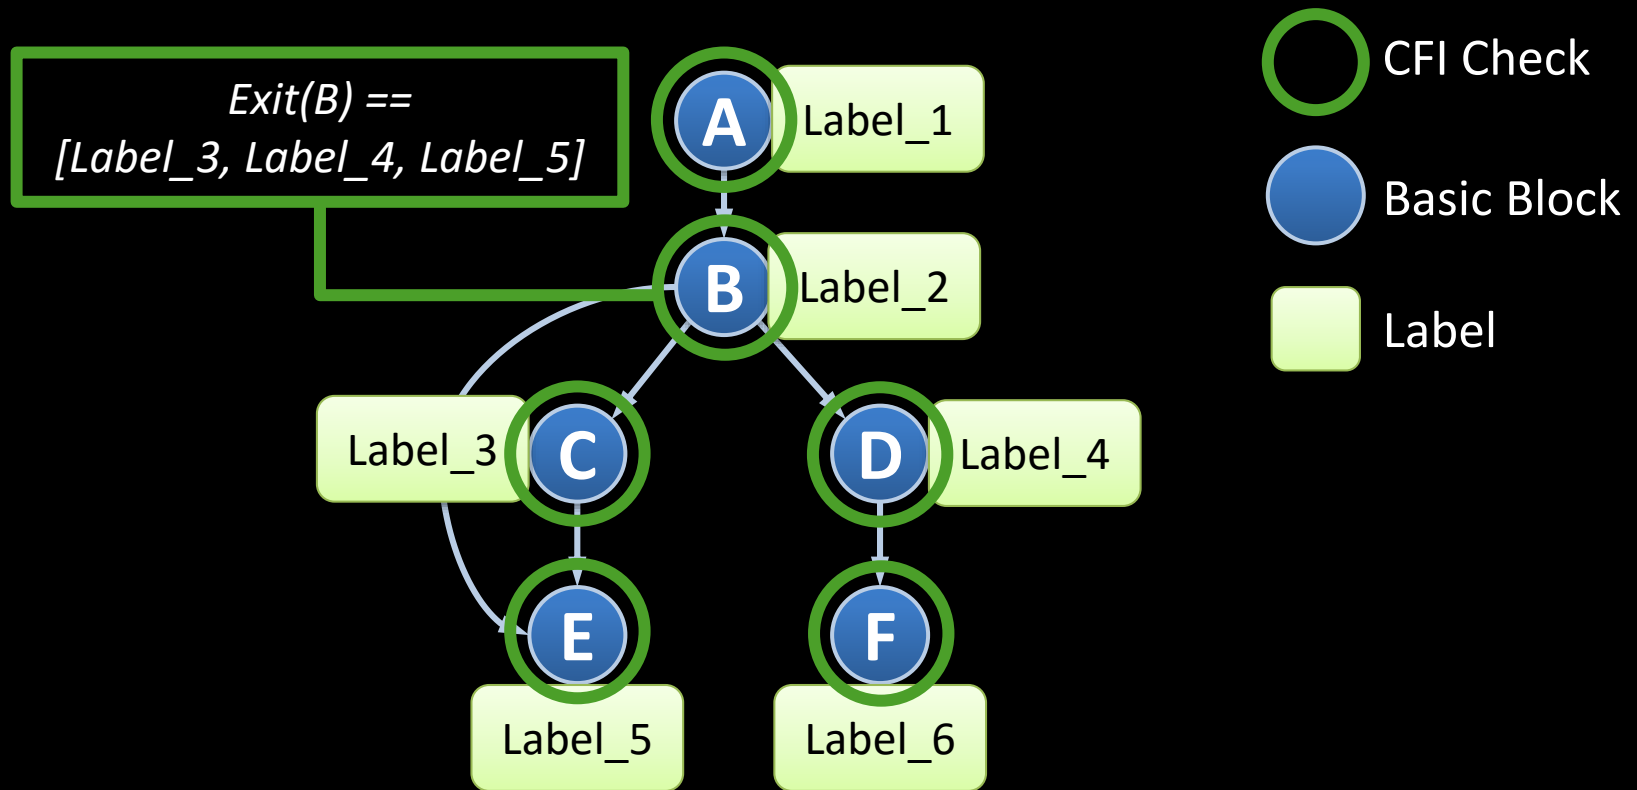 Exit(B) ==
[Label_3, Label_4, Label_5]
A
Label_1
B
Label_2
Label_3
C
D
Label_4
E
F
Label_5
Label_6
CFI Check
Basic Block
Label